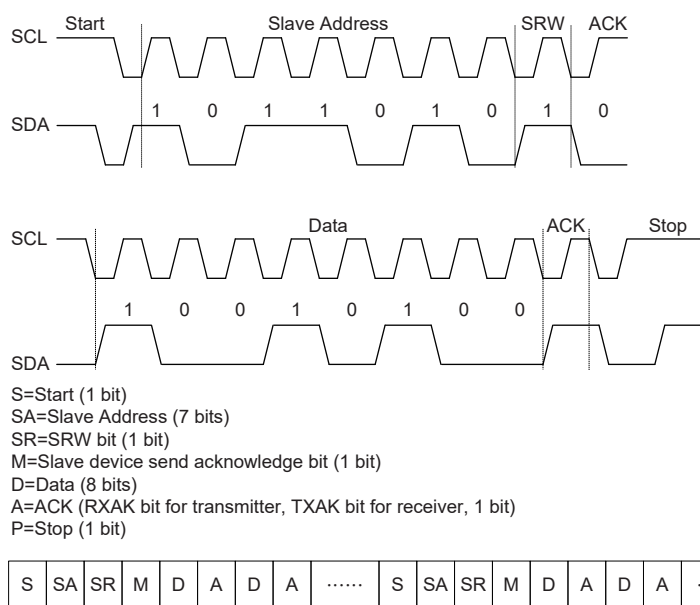 Start Slave Address SRW ACK
SCL
1 0 1 1 0 1 0 1 0
SDA
Data ACK Stop
SCL
1 0 0 1 0 1 0 0
SDA
S=Start (1 bit)
SA=Slave Address (7 bits)
SR=SRW bit (1 bit)
M=Slave device send acknowledge bit (1 bit)
D=Data (8 bits)
A=ACK (RXAK bit for transmitter, TXAK bit for receiver, 1 bit)
P=Stop (1 bit)
S SA SR M D A D A ...... S SA SR M D A D A